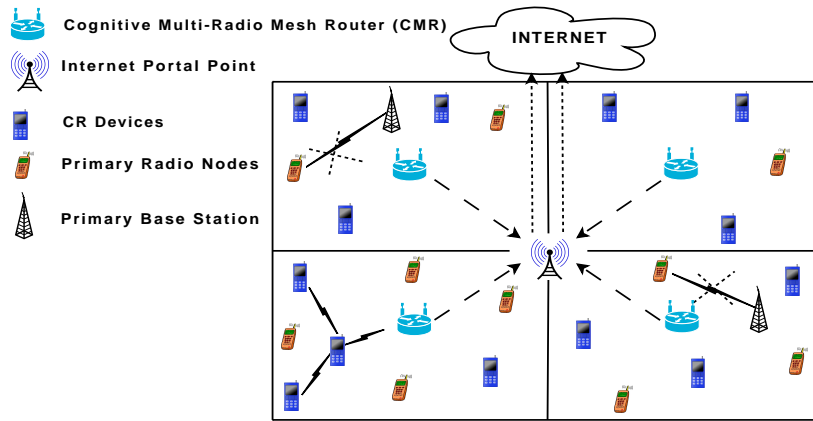 Cognitive Multi-Radio Mesh Router (CMR)
INTERNET
Internet Portal Point
CR Devices
Primary Radio Nodes
Primary Base Station